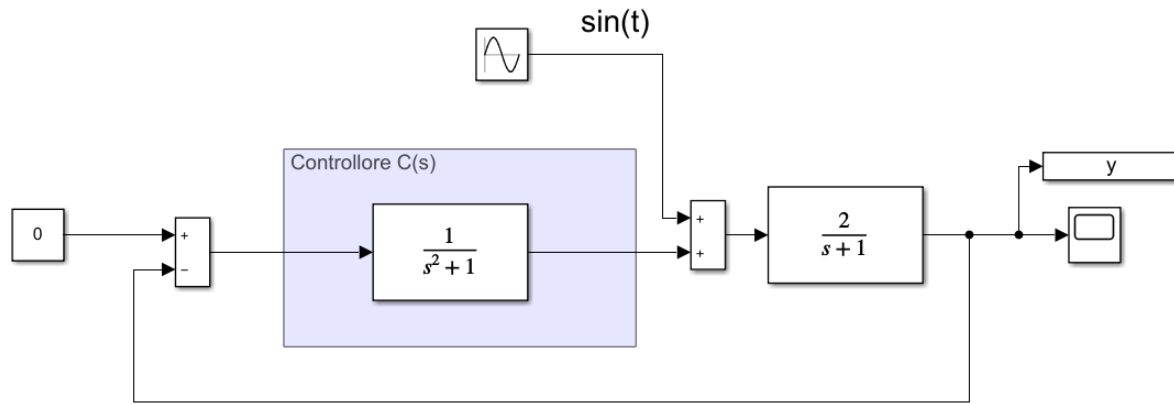 sin(t)
Controllore C(s)
y
0
+
−
1
s² + 1
+
+
2
s + 1